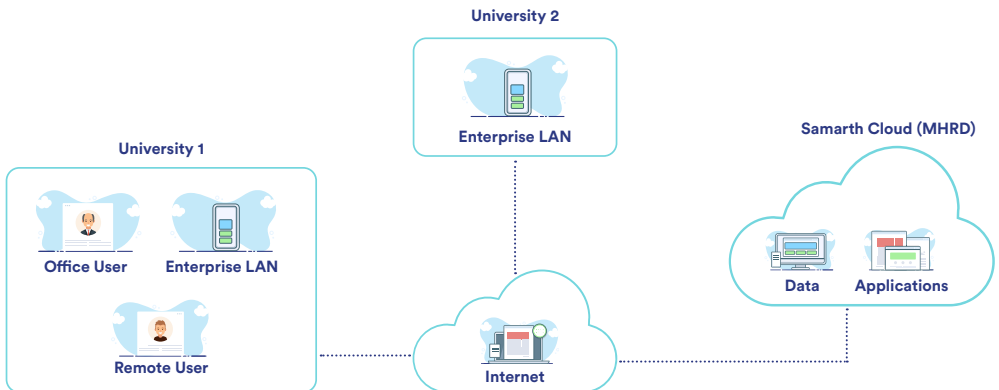 University 2
Enterprise LAN
Samarth Cloud (MHRD)
University 1
Office User
Enterprise LAN
Data
Applications
Remote User
Internet